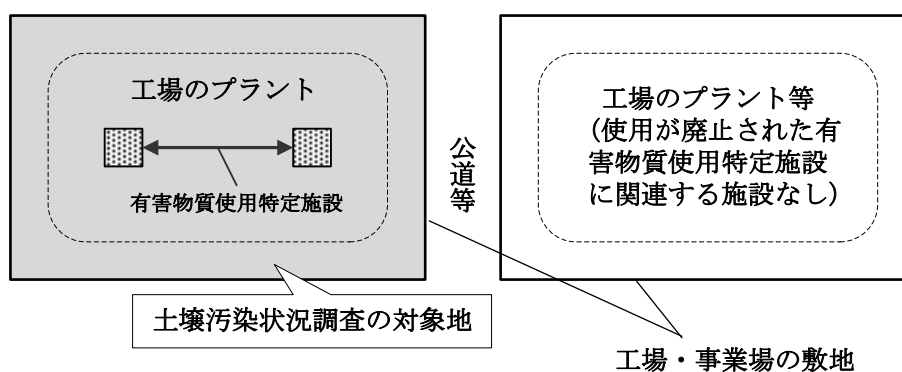 工場のプラント
有害物質使用特定施設
公道等
工場のプラント等
（使用が廃止された有
害物質使用特定施設
に関連する施設なし）
土壌汚染状況調査の対象地
工場・事業場の敷地